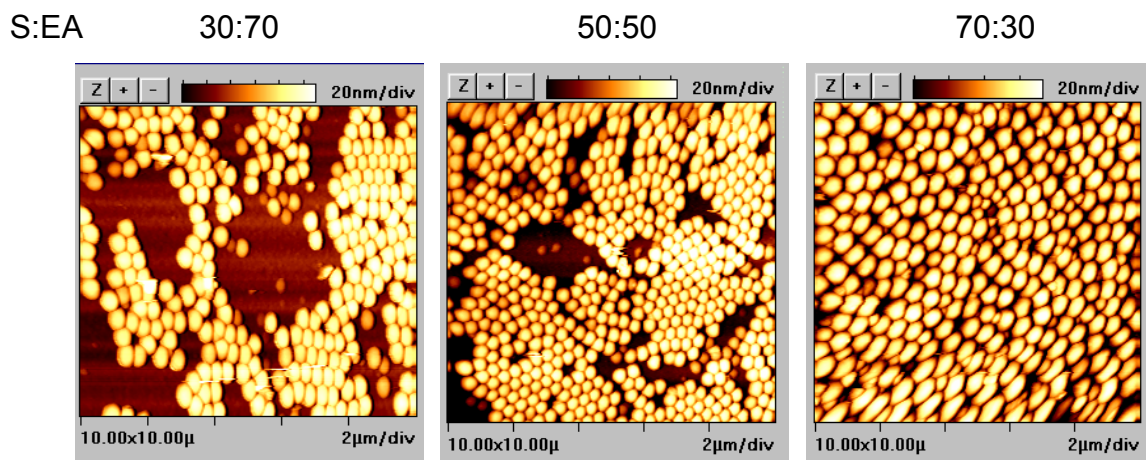 S:EA 30:70 50:50 70:30
Z + - 20nm/div Z + - 20nm/div Z + - 20nm/div
10.00x10.00µ 2µm/div 10.00x10.00µ 2µm/div 10.00x10.00µ 2µm/div